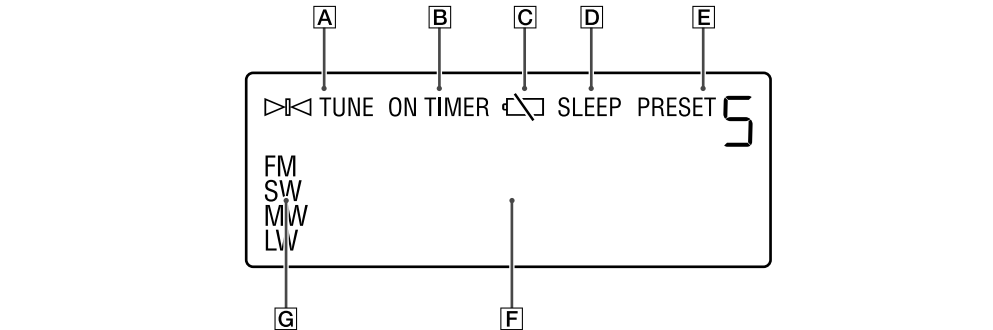 A B C D E
TUNE ON TIMER SLEEP PRESET 5
FM
SW
MW
LW
G F